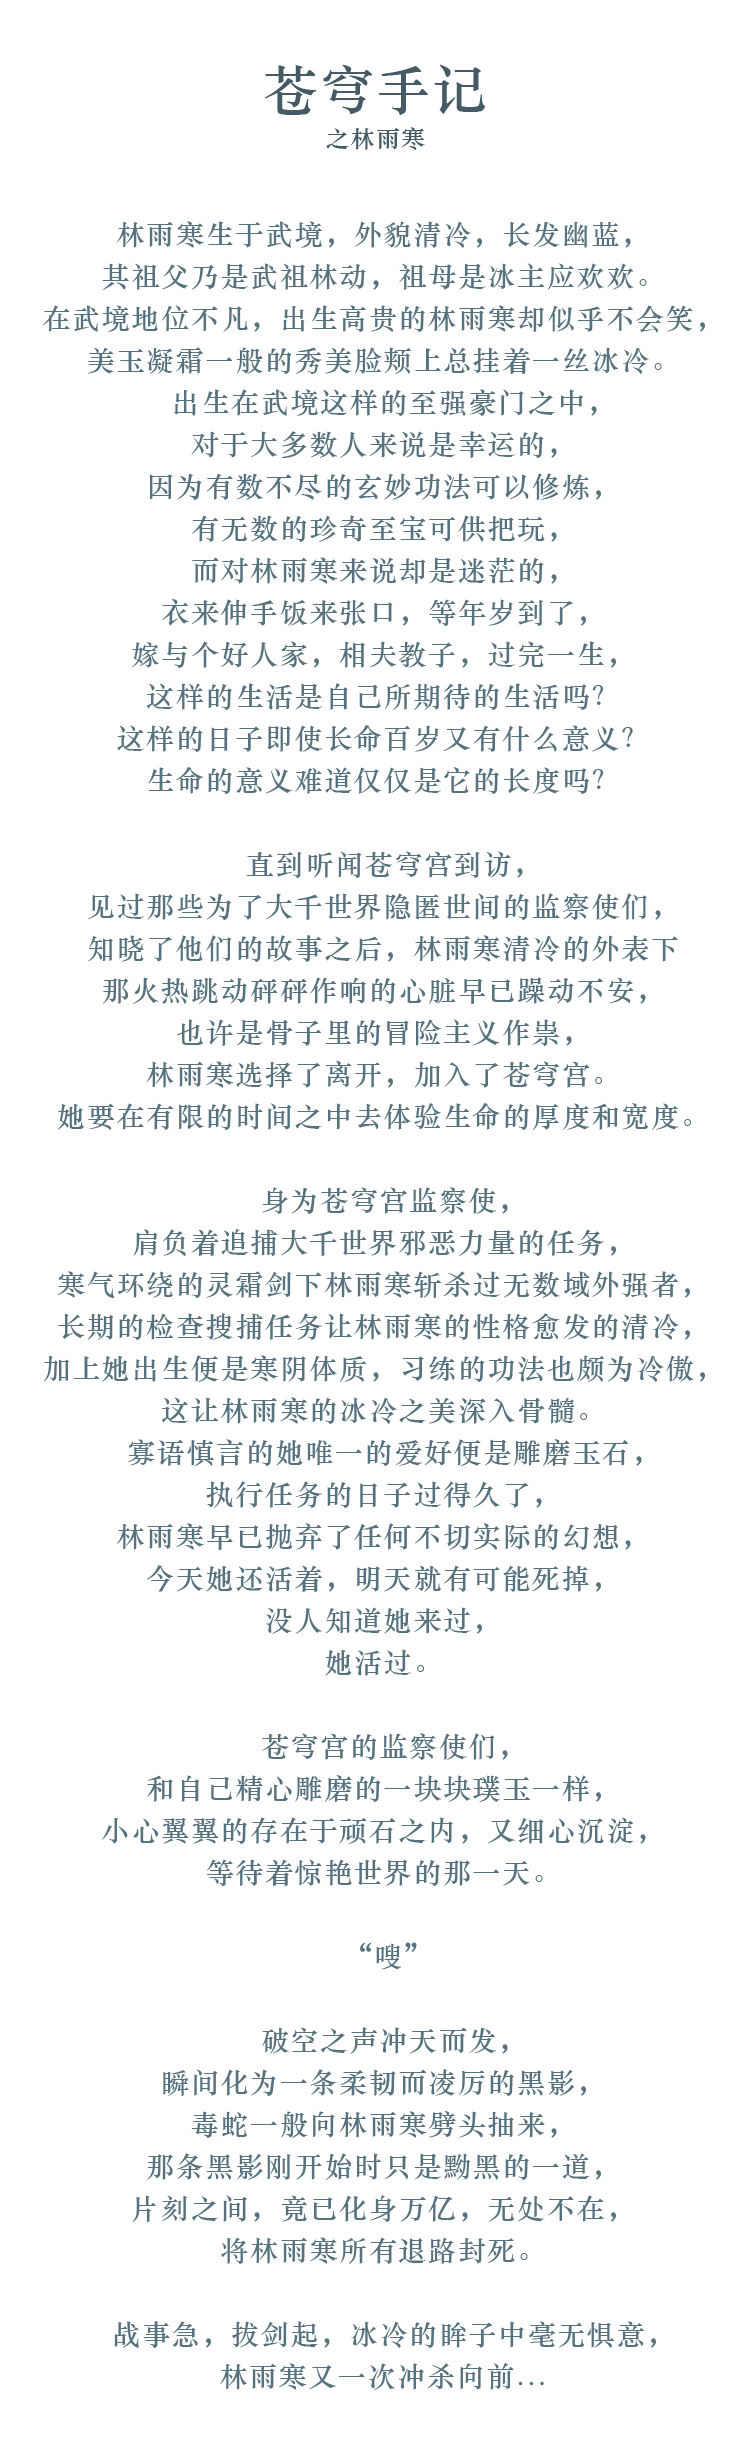 苍穹手记
之林雨寒
林雨寒生于武境，外貌清冷，长发幽蓝，
其祖父乃是武祖林动，祖母是冰主应欢欢。
在武境地位不凡，出生高贵的林雨寒却似乎不会笑，
美玉凝霜一般的秀美脸颊上总挂着一丝冰冷。
出生在武境这样的至强豪门之中，
对于大多数人来说是幸运的，
因为有数不尽的玄妙功法可以修炼，
有无数的珍奇至宝可供把玩，
而对林雨寒来说却是迷茫的，
衣来伸手饭来张口，等年岁到了，
嫁与个好人家，相夫教子，过完一生，
这样的生活是自己所期待的生活吗？
这样的日子即使长命百岁又有什么意义？
生命的意义难道仅仅是它的长度吗？
直到听闻苍穹宫到访，
见过那些为了大千世界隐匿世间的监察使们，
知晓了他们的故事之后，林雨寒清冷的外表下
那火热跳动砰砰作响的心脏早已躁动不安，
也许是骨子里的冒险主义作祟，
林雨寒选择了离开，加入了苍穹宫。
她要在有限的时间之中去体验生命的厚度和宽度。
身为苍穹宫监察使，
肩负着追捕大千世界邪恶力量的任务，
寒气环绕的灵霜剑下林雨寒斩杀过无数域外强者，
长期的检查搜捕任务让林雨寒的性格愈发的清冷，
加上她出生便是寒阴体质，习练的功法也颇为冷傲，
这让林雨寒的冰冷之美深入骨髓。
寡语慎言的她唯一的爱好便是雕磨玉石，
执行任务的日子过得久了，
林雨寒早已抛弃了任何不切实际的幻想，
今天她还活着，明天就有可能死掉，
没人知道她来过，
她活过。
苍穹宫的监察使们，
和自己精心雕磨的一块块璞玉一样，
小心翼翼的存在于顽石之内，又细心沉淀，
等待着惊艳世界的那一天。
“嗖”
破空之声冲天而发，
瞬间化为一条柔韧而凌厉的黑影，
毒蛇一般向林雨寒劈头抽来，
那条黑影刚开始时只是黝黑的一道，
片刻之间，竟已化身万亿，无处不在，
将林雨寒所有退路封死。
战事急，拔剑起，冰冷的眸子中毫无惧意，
林雨寒又一次冲杀向前...